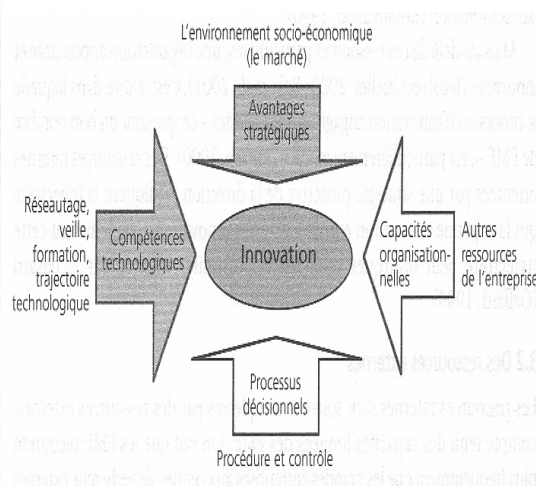 L'environnement socio-économique
(le marché)
Avantages
stratégiques
Réseautage,
veille,
formation,
trajectoire
technologique
Compétences
technologiques
Innovation
Capacités
organisation-
nelles
Autres
ressources
de l'entreprise
Processus
décisionnels
Procédure et contrôle